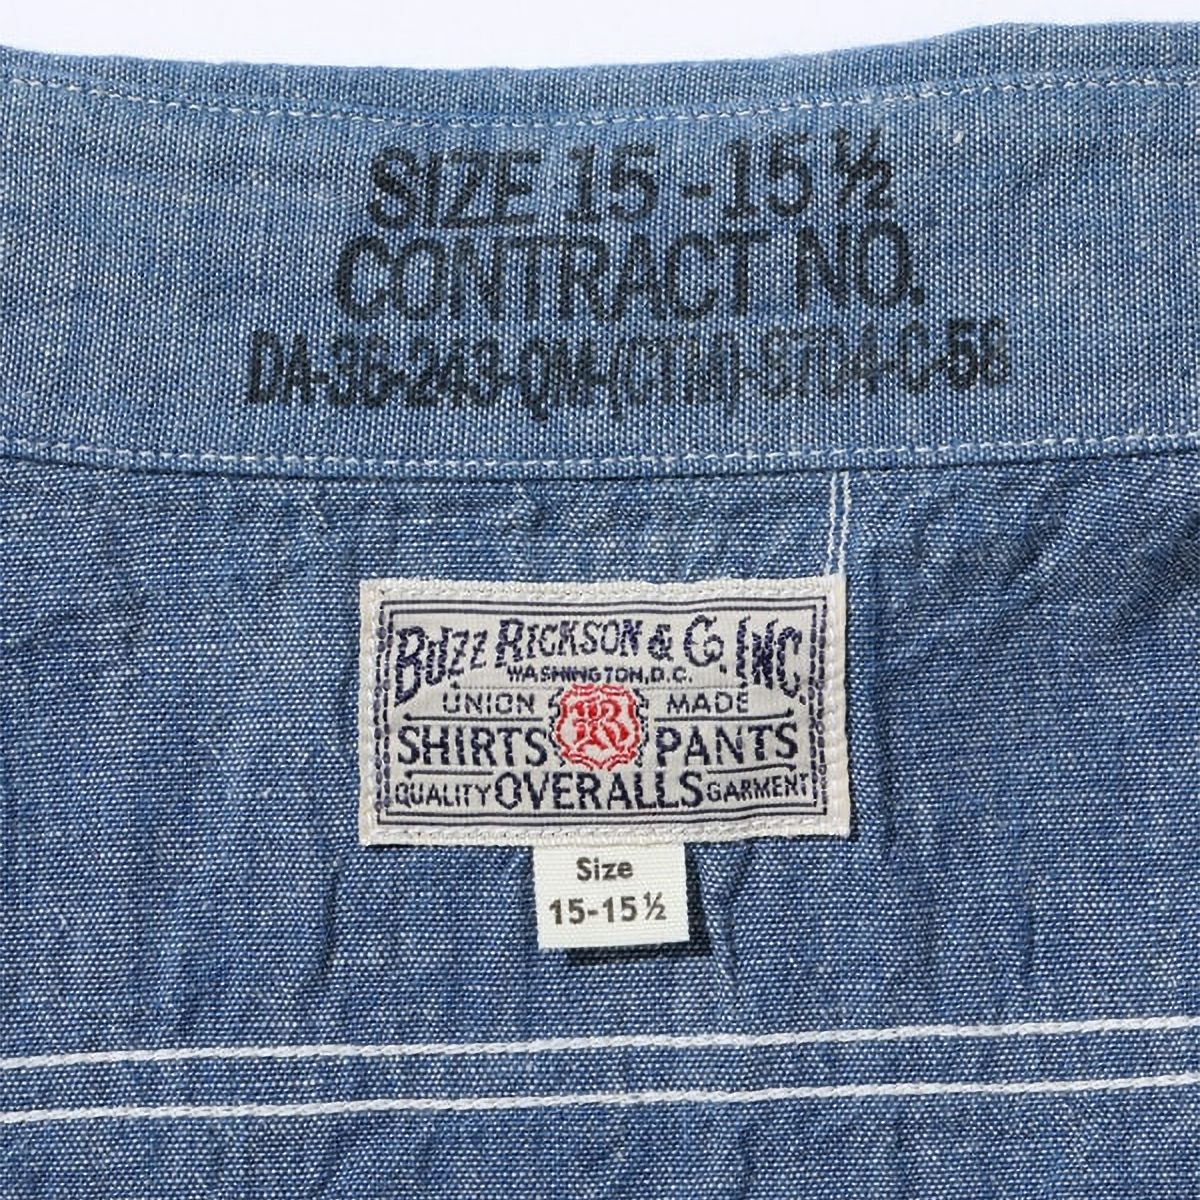 SIZE 15-15½
CONTRACT NO.
DA-36-243-QM-(CTM)-8704-C-58
BUZZ RICKSON & CO. INC.
WASHINGTON, D.C.
UNION MADE
R
SHIRTS PANTS
QUALITY OVERALLS GARMENT
Size
15-15½